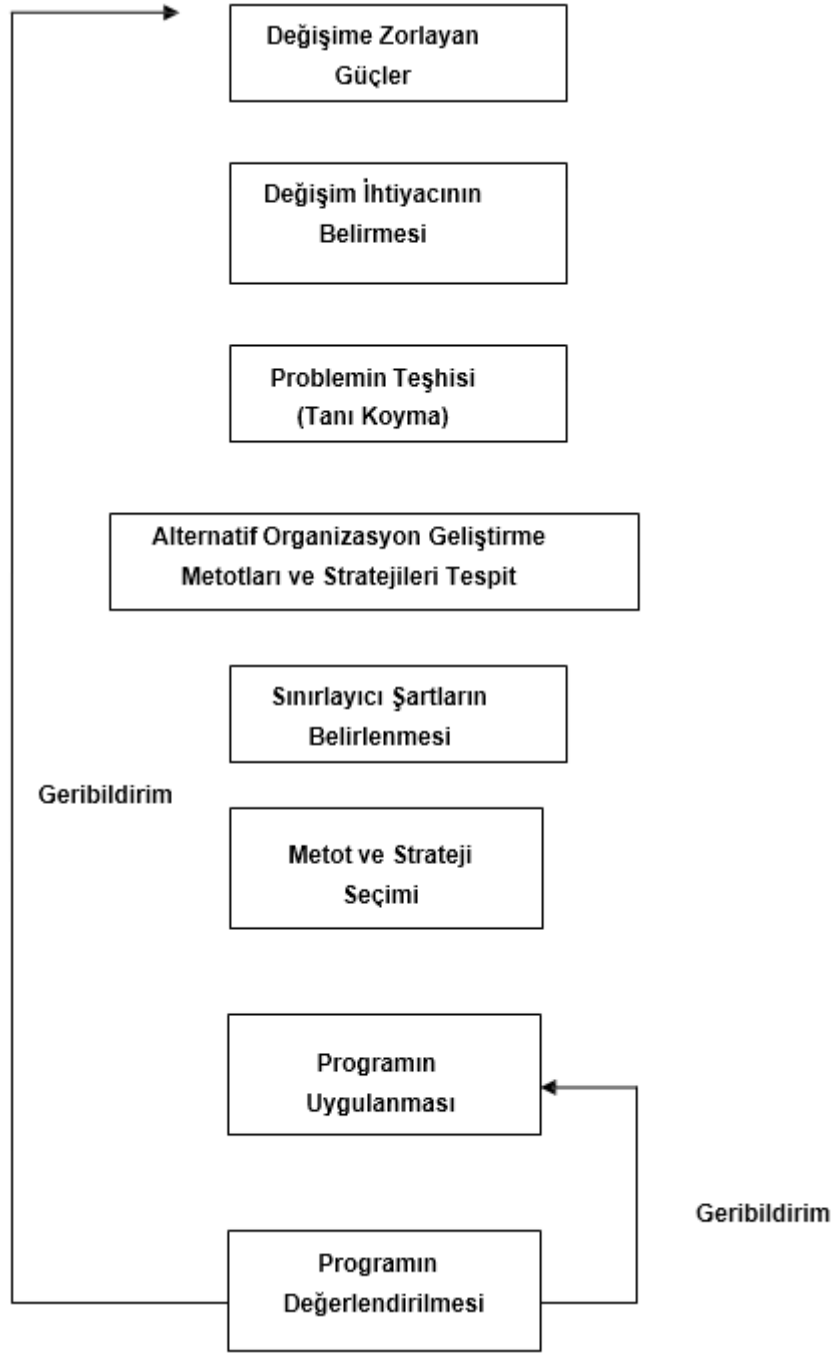 Değişime Zorlayan
Güçler
Değişim İhtiyacının
Belirmesi
Problemin Teşhisi
(Tanı Koyma)
Alternatif Organizasyon Geliştirme
Metotları ve Stratejileri Tespit
Sınırlayıcı Şartların
Belirlenmesi
Geribildirim
Metot ve Strateji
Seçimi
Programın
Uygulanması
Geribildirim
Programın
Değerlendirilmesi